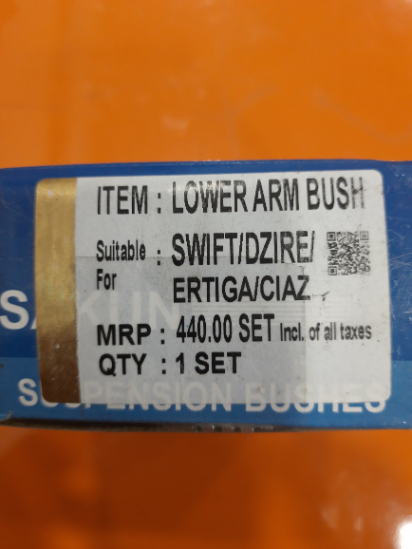 ITEM : LOWER ARM BUSH
Suitable For : SWIFT/DZIRE/
ERTIGA/CIAZ
MRP : 440.00 SET Incl. of all taxes
QTY : 1 SET
SUSPENSION BUSHES